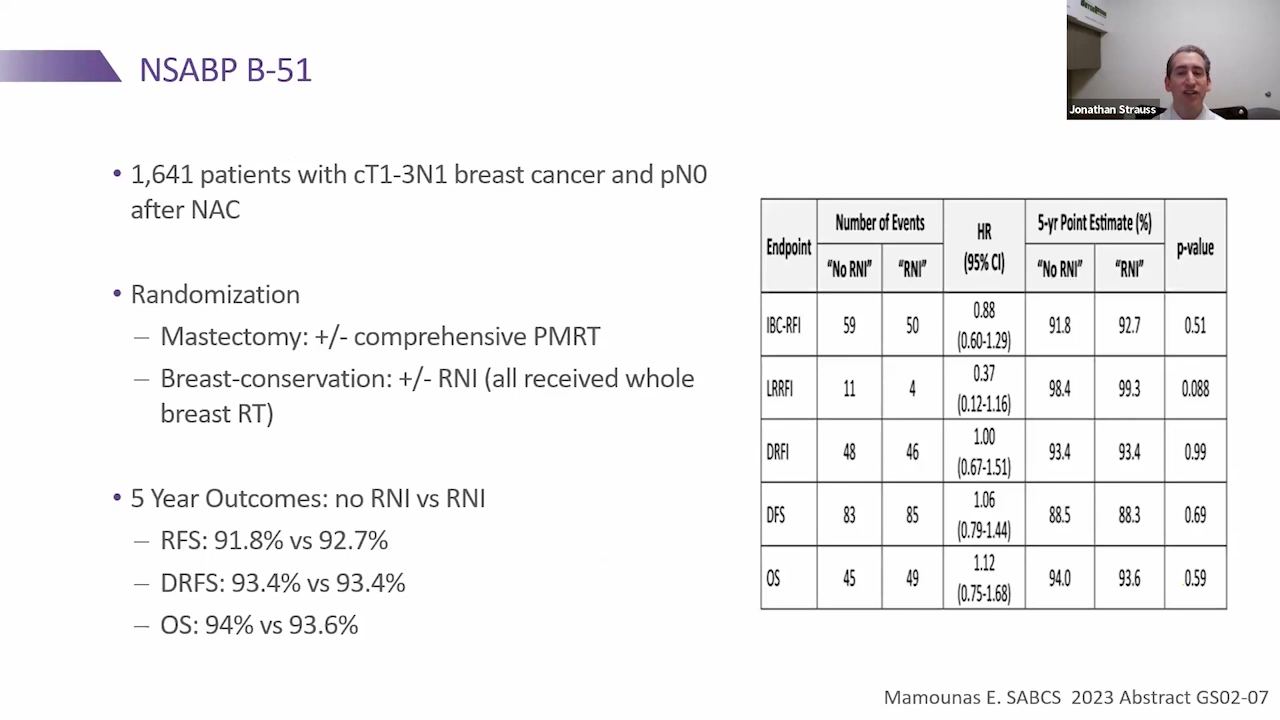 NSABP B-51
Jonathan Strauss
• 1,641 patients with cT1-3N1 breast cancer and pN0
after NAC
• Randomization
– Mastectomy: +/- comprehensive PMRT
– Breast-conservation: +/- RNI (all received whole
breast RT)
• 5 Year Outcomes: no RNI vs RNI
– RFS: 91.8% vs 92.7%
– DRFS: 93.4% vs 93.4%
– OS: 94% vs 93.6%
Endpoint Number of Events HR (95% CI) 5-yr Point Estimate (%) p-value
"No RNI" "RNI" "No RNI" "RNI"
IBC-RFI 59 50 0.88 (0.60-1.29) 91.8 92.7 0.51
LRRFI 11 4 0.37 (0.12-1.16) 98.4 99.3 0.088
DRFI 48 46 1.00 (0.67-1.51) 93.4 93.4 0.99
DFS 83 85 1.06 (0.79-1.44) 88.5 88.3 0.69
OS 45 49 1.12 (0.75-1.68) 94.0 93.6 0.59
Mamounas E. SABCS 2023 Abstract GS02-07